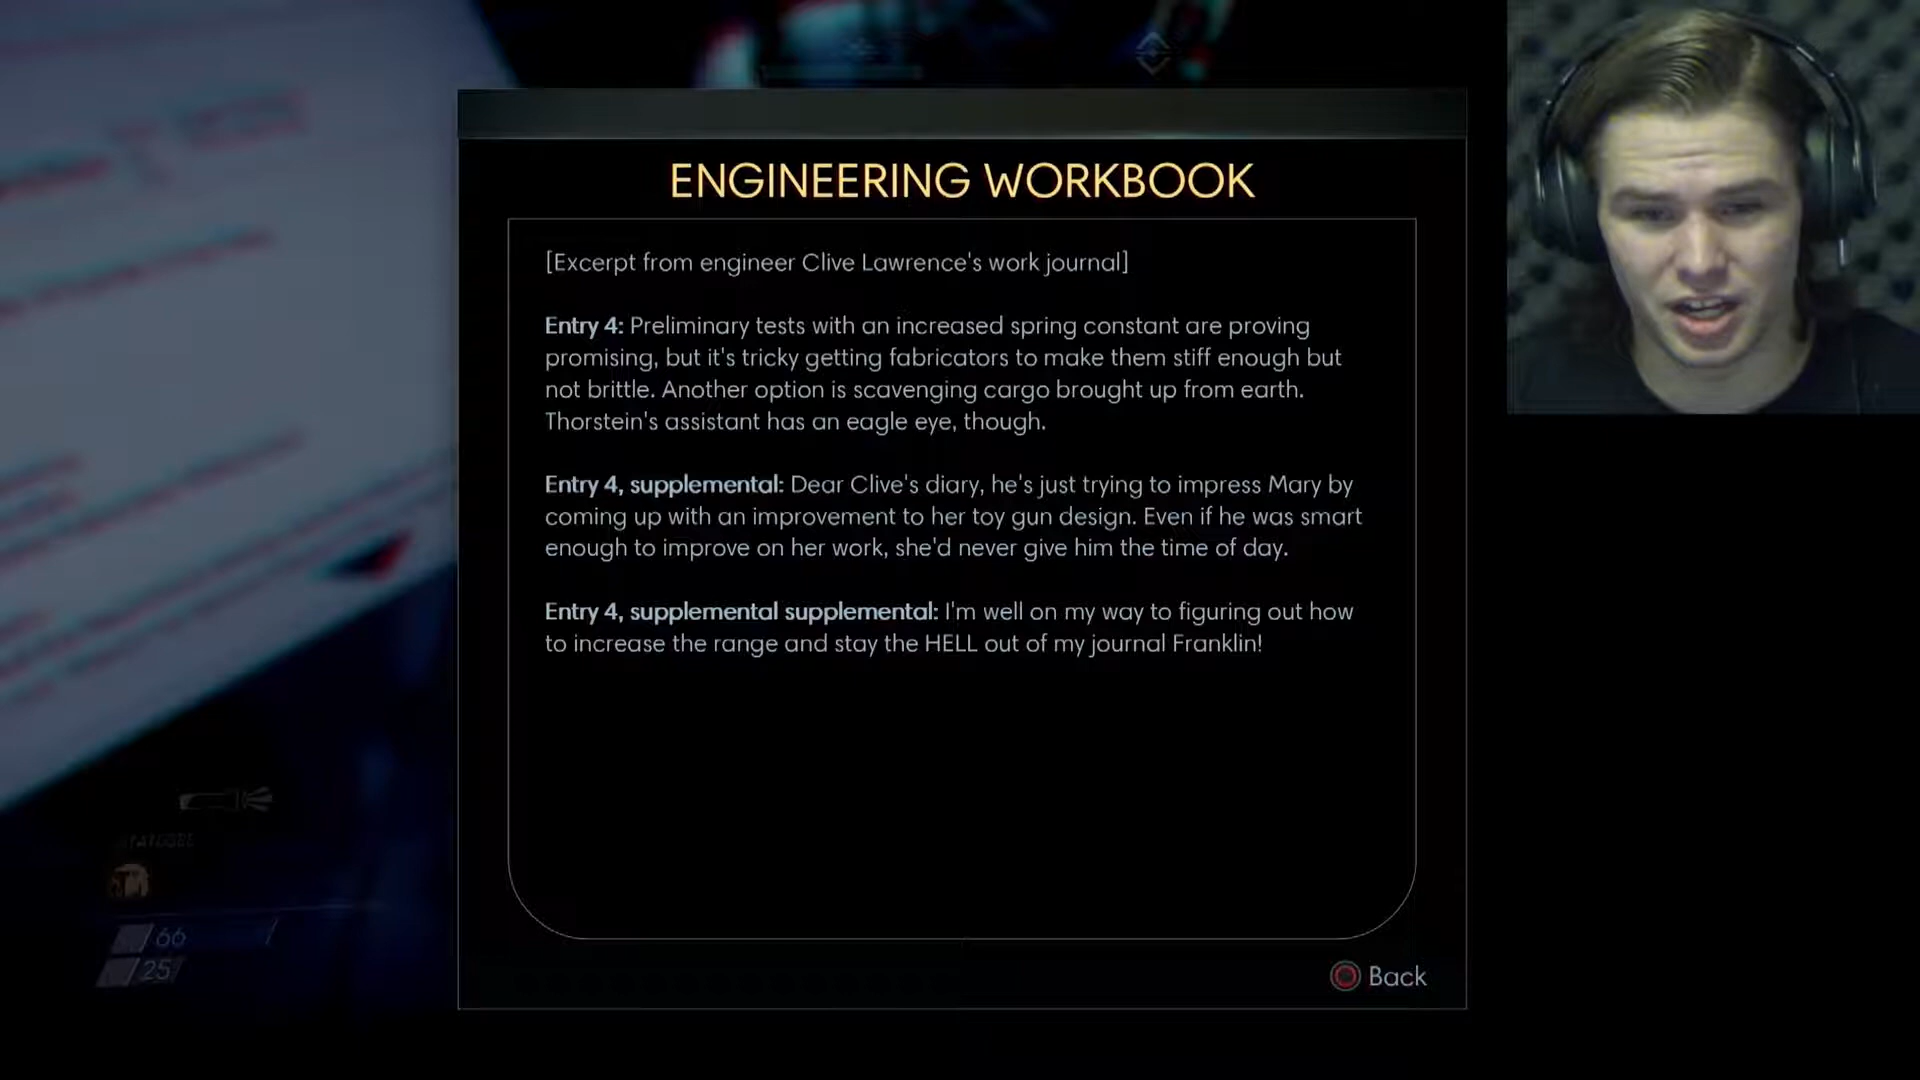 ENGINEERING WORKBOOK
[Excerpt from engineer Clive Lawrence's work journal]
Entry 4: Preliminary tests with an increased spring constant are proving
promising, but it's tricky getting fabricators to make them stiff enough but
not brittle. Another option is scavenging cargo brought up from earth.
Thorstein's assistant has an eagle eye, though.
Entry 4, supplemental: Dear Clive's diary, he's just trying to impress Mary by
coming up with an improvement to her toy gun design. Even if he was smart
enough to improve on her work, she'd never give him the time of day.
Entry 4, supplemental supplemental: I'm well on my way to figuring out how
to increase the range and stay the HELL out of my journal Franklin!
66
25
Back